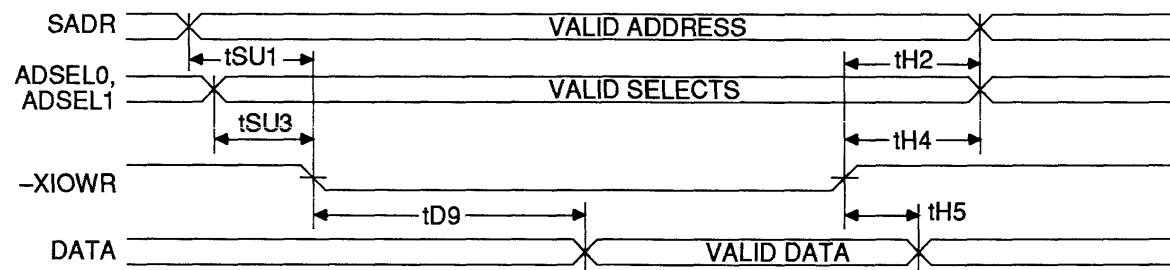 SADR
VALID ADDRESS
tSU1
tH2
ADSEL0,
ADSEL1
VALID SELECTS
tSU3
tH4
–XIOWR
tD9
tH5
DATA
VALID DATA